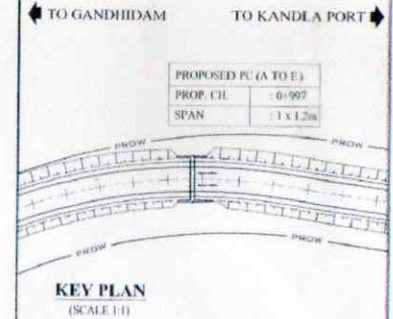 TO GANDHIDAM TO KANDLA PORT
PROPOSED PC (A TO E)
PROP. CH. : 0+997
SPAN : 1 x 1.2m
PROW PROW
PROW PROW
KEY PLAN
(SCALE 1:1)